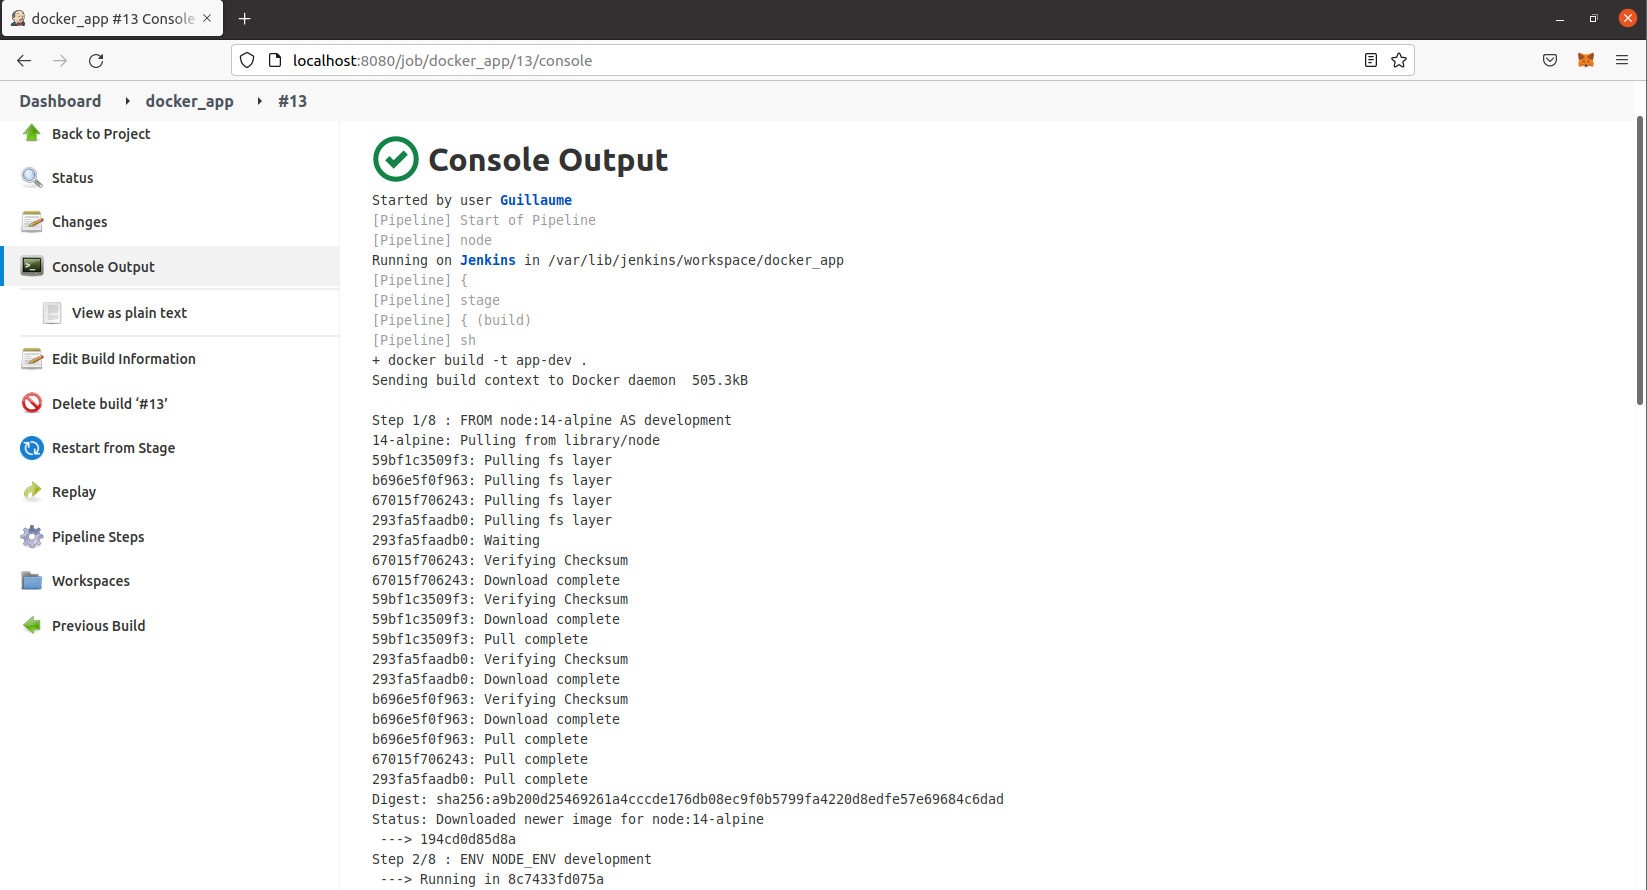 docker_app #13 Console
localhost:8080/job/docker_app/13/console
Dashboard docker_app #13
Back to Project
Status
Changes
Console Output
View as plain text
Edit Build Information
Delete build ‘#13’
Restart from Stage
Replay
Pipeline Steps
Workspaces
Previous Build
Console Output
Started by user Guillaume
[Pipeline] Start of Pipeline
[Pipeline] node
Running on Jenkins in /var/lib/jenkins/workspace/docker_app
[Pipeline] {
[Pipeline] stage
[Pipeline] { (build)
[Pipeline] sh
+ docker build -t app-dev .
Sending build context to Docker daemon  505.3kB
Step 1/8 : FROM node:14-alpine AS development
14-alpine: Pulling from library/node
59bf1c3509f3: Pulling fs layer
b696e5f0f963: Pulling fs layer
67015f706243: Pulling fs layer
293fa5faadb0: Pulling fs layer
293fa5faadb0: Waiting
67015f706243: Verifying Checksum
67015f706243: Download complete
59bf1c3509f3: Verifying Checksum
59bf1c3509f3: Download complete
59bf1c3509f3: Pull complete
293fa5faadb0: Verifying Checksum
293fa5faadb0: Download complete
b696e5f0f963: Verifying Checksum
b696e5f0f963: Download complete
b696e5f0f963: Pull complete
67015f706243: Pull complete
293fa5faadb0: Pull complete
Digest: sha256:a9b200d25469261a4cccde176db08ec9f0b5799fa4220d8edfe57e69684c6dad
Status: Downloaded newer image for node:14-alpine
---> 194cd0d85d8a
Step 2/8 : ENV NODE_ENV development
---> Running in 8c7433fd075a